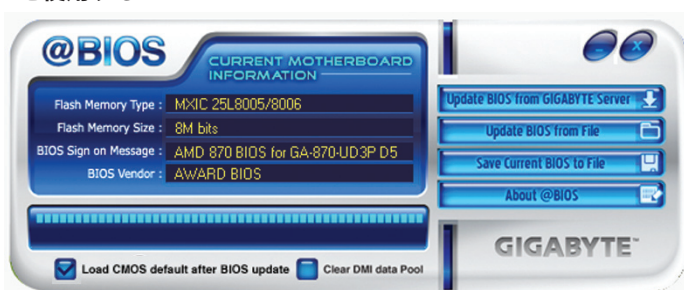 @BIOS
CURRENT MOTHERBOARD
INFORMATION
Flash Memory Type : MXIC 25L8005/8006
Flash Memory Size : 8M bits
BIOS Sign on Message : AMD 870 BIOS for GA-870-UD3P D5
BIOS Vendor : AWARD BIOS
Update BIOS from GIGABYTE Server
Update BIOS from File
Save Current BIOS to File
About @BIOS
Load CMOS default after BIOS update
Clear DMI data Pool
GIGABYTE™